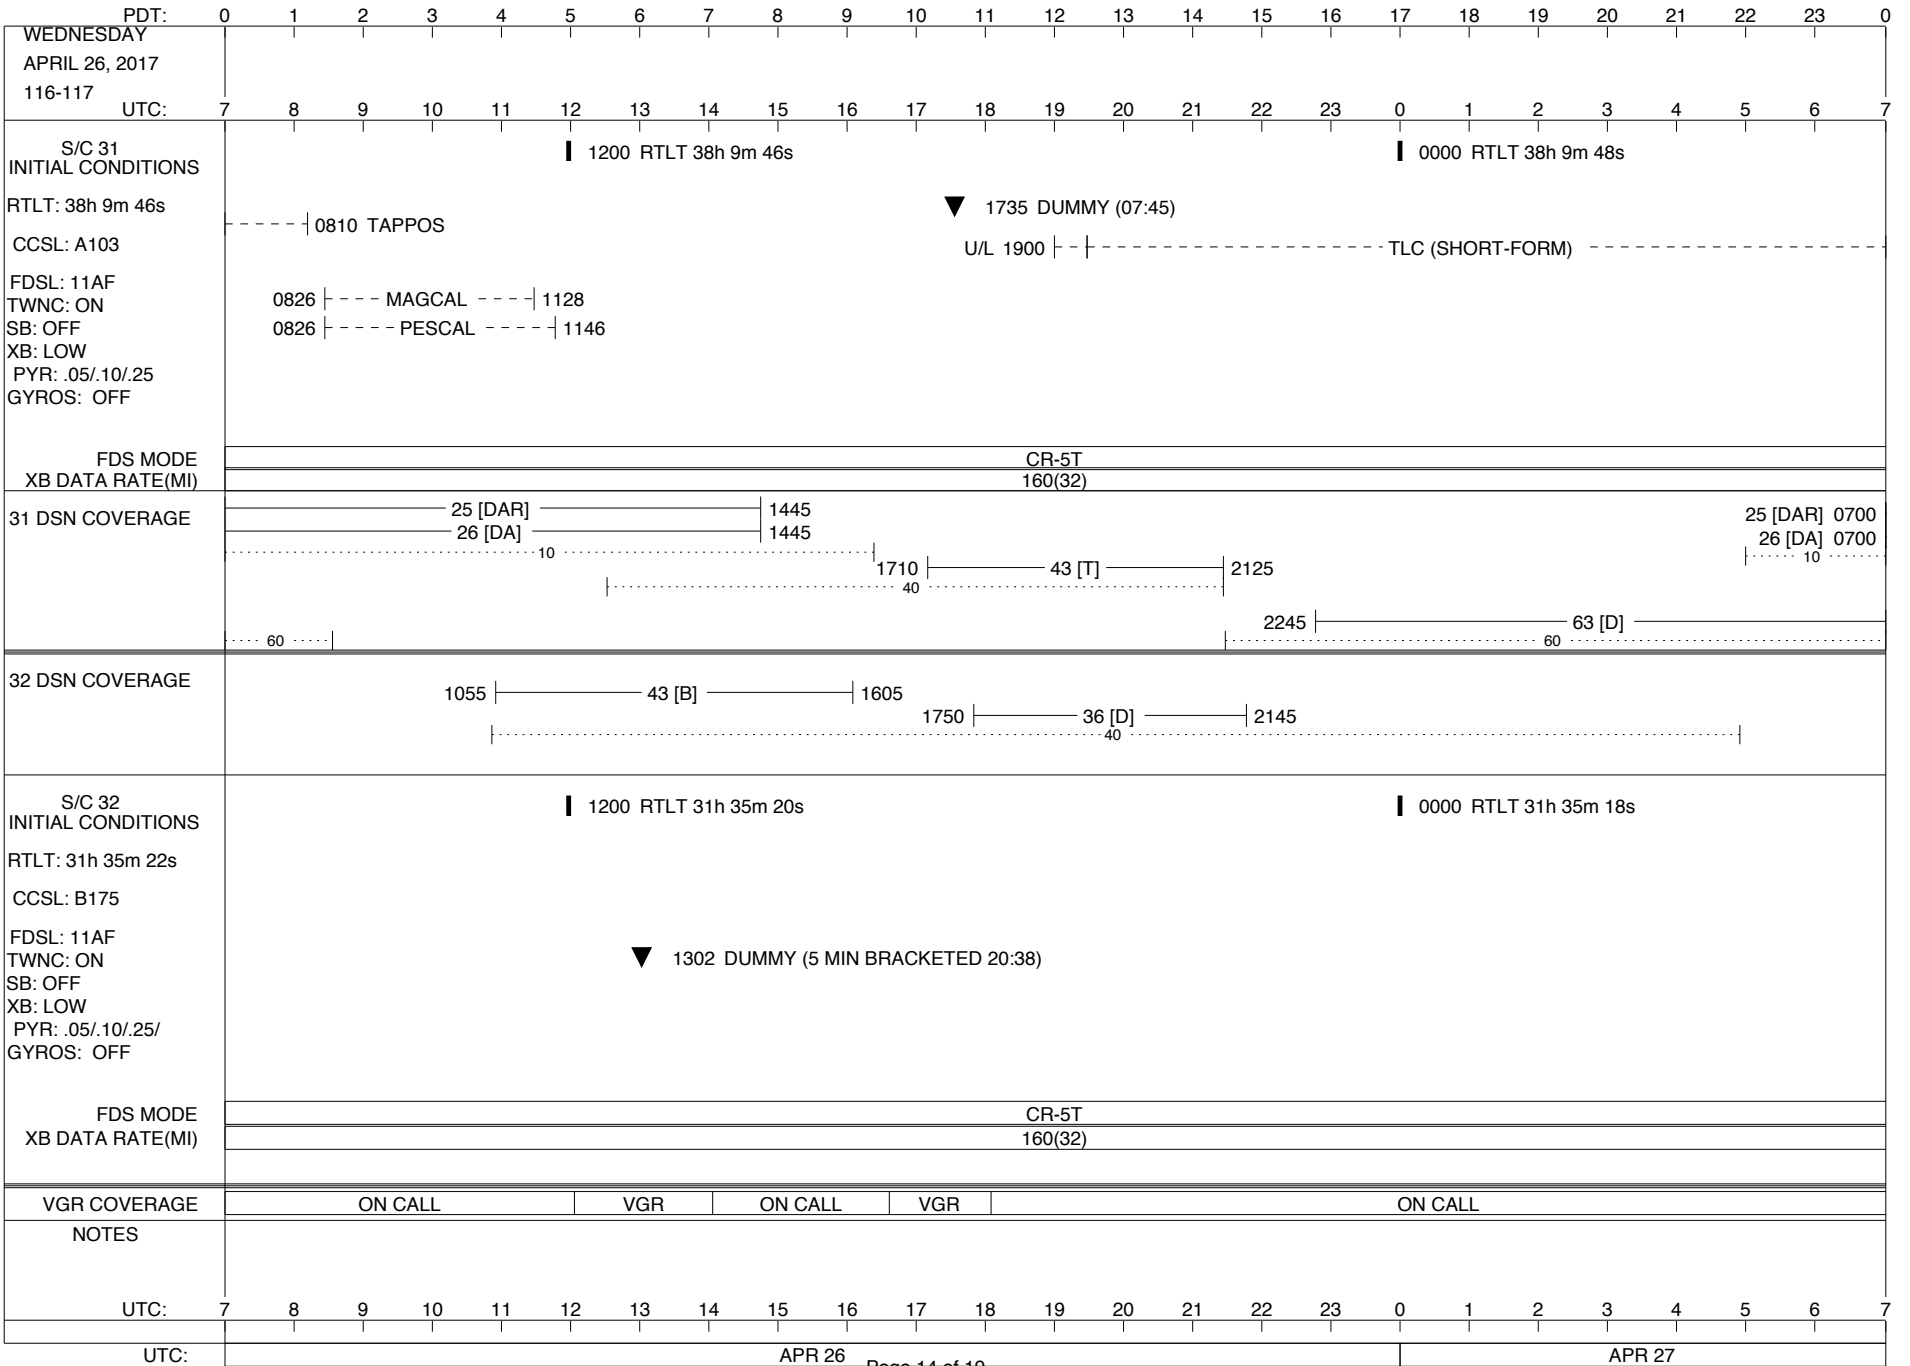 PDT: 0 1 2 3 4 5 6 7 8 9 10 11 12 13 14 15 16 17 18 19 20 21 22 23 0
WEDNESDAY
APRIL 26, 2017
116-117
UTC: 7 8 9 10 11 12 13 14 15 16 17 18 19 20 21 22 23 0 1 2 3 4 5 6 7
S/C 31
INITIAL CONDITIONS
1200 RTLT 38h 9m 46s
0000 RTLT 38h 9m 48s
RTLT: 38h 9m 46s
1735 DUMMY (07:45)
0810 TAPPOS
CCSL: A103
U/L 1900 TLC (SHORT-FORM)
FDSL: 11AF
TWNC: ON
0826 MAGCAL 1128
SB: OFF
0826 PESCAL 1146
XB: LOW
PYR: .05/.10/.25
GYROS: OFF
FDS MODE CR-5T
XB DATA RATE(MI) 160(32)
31 DSN COVERAGE
25 [DAR] 1445
25 [DAR] 0700
26 [DA] 1445
26 [DA] 0700
10
10
1710 43 [T] 2125
40
2245 63 [D]
60
60
32 DSN COVERAGE
1055 43 [B] 1605
1750 36 [D] 2145
40
S/C 32
INITIAL CONDITIONS
1200 RTLT 31h 35m 20s
0000 RTLT 31h 35m 18s
RTLT: 31h 35m 22s
CCSL: B175
FDSL: 11AF
TWNC: ON
1302 DUMMY (5 MIN BRACKETED 20:38)
SB: OFF
XB: LOW
PYR: .05/.10/.25/
GYROS: OFF
FDS MODE CR-5T
XB DATA RATE(MI) 160(32)
VGR COVERAGE ON CALL VGR ON CALL VGR ON CALL
NOTES
UTC: 7 8 9 10 11 12 13 14 15 16 17 18 19 20 21 22 23 0 1 2 3 4 5 6 7
UTC: APR 26 APR 27
Page 14 of 19